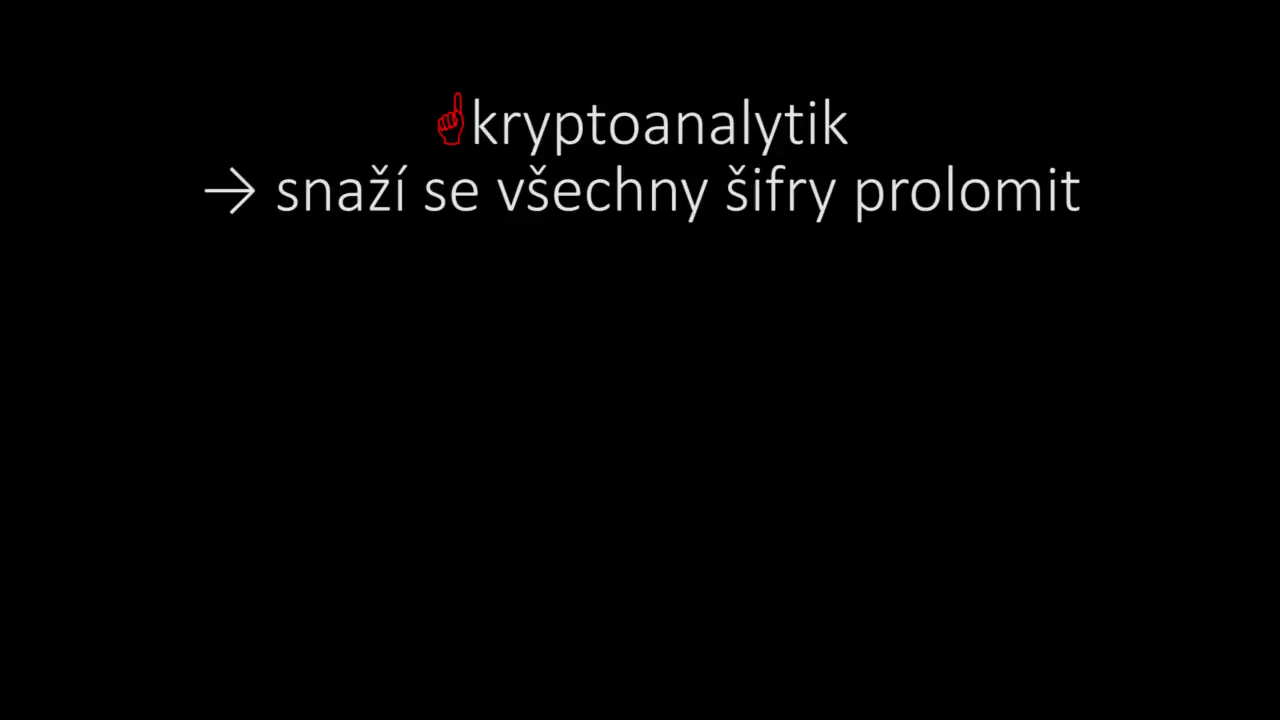 ☝kryptoanalytik
→ snaží se všechny šifry prolomit